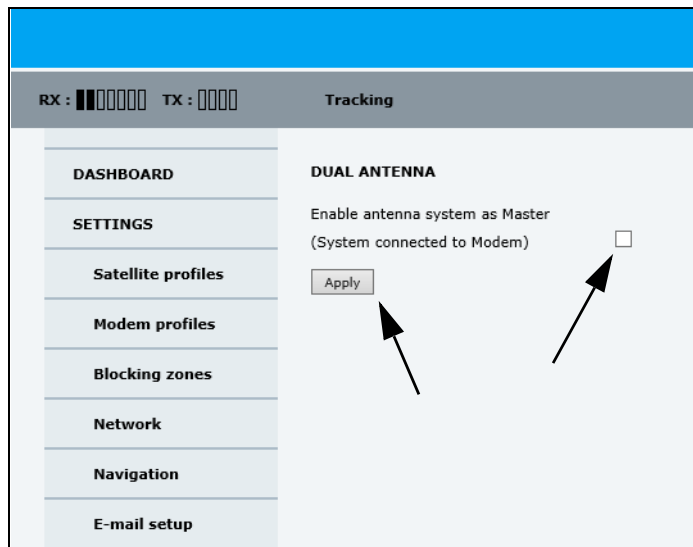 RX : TX : Tracking
DASHBOARD
SETTINGS
Satellite profiles
Modem profiles
Blocking zones
Network
Navigation
E-mail setup
DUAL ANTENNA
Enable antenna system as Master
(System connected to Modem)
Apply